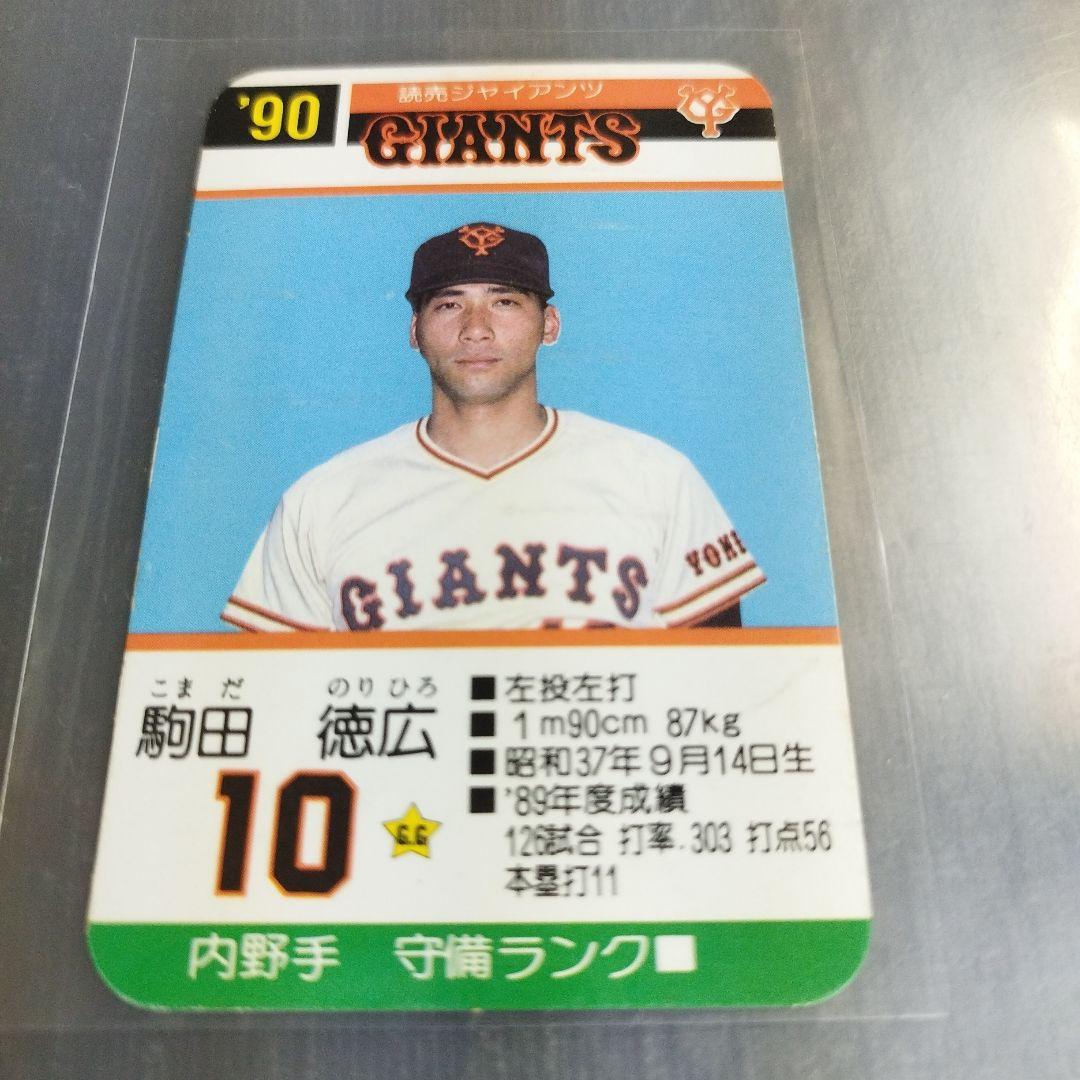 '90
読売ジャイアンツ
GIANTS
YG
YG
GIANTS
YOMI
こま だ のりひろ
駒田 徳広
10
G.G
■左投左打
■1m90cm 87kg
■昭和37年9月14日生
■'89年度成績
126試合 打率.303 打点56
本塁打11
内野手 守備ランク■